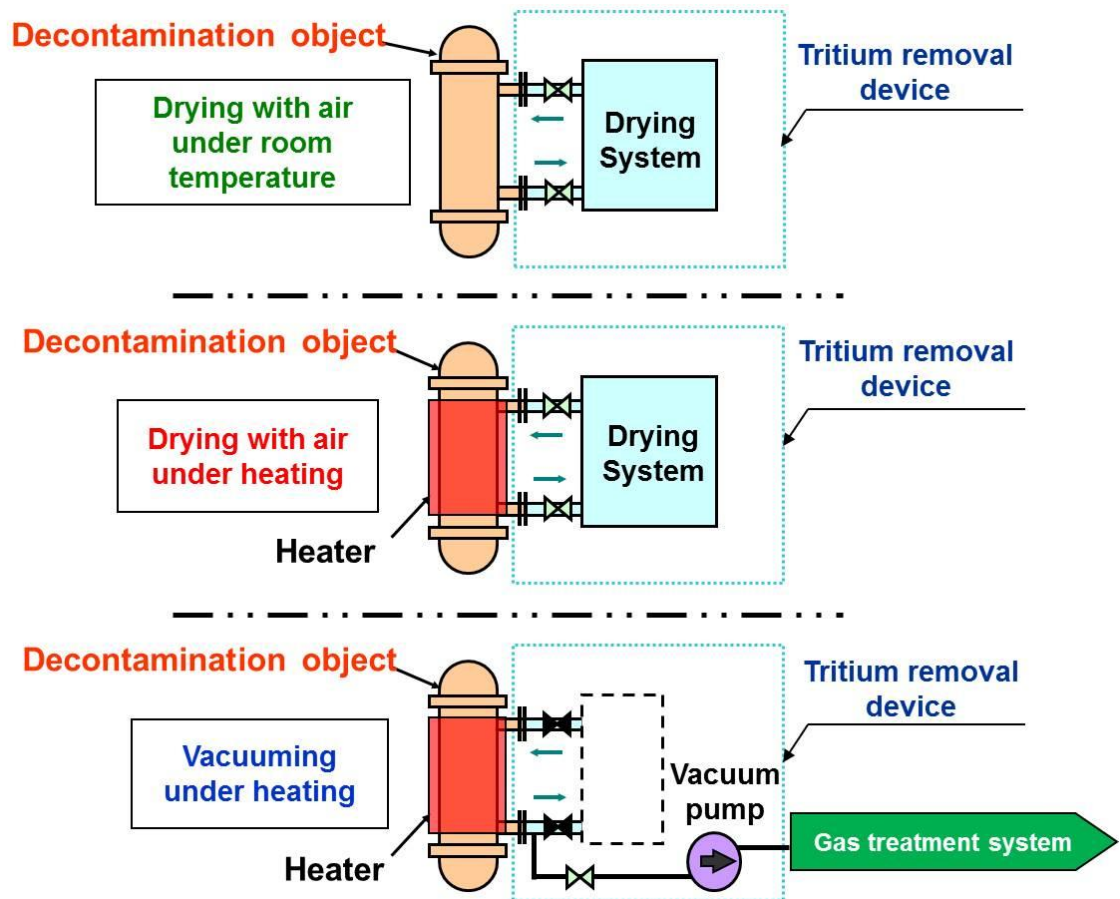 Decontamination object
Drying with air
under room
temperature
Drying
System
Tritium removal
device
Decontamination object
Drying with air
under heating
Heater
Drying
System
Tritium removal
device
Decontamination object
Vacuuming
under heating
Heater
Vacuum
pump
Tritium removal
device
Gas treatment system